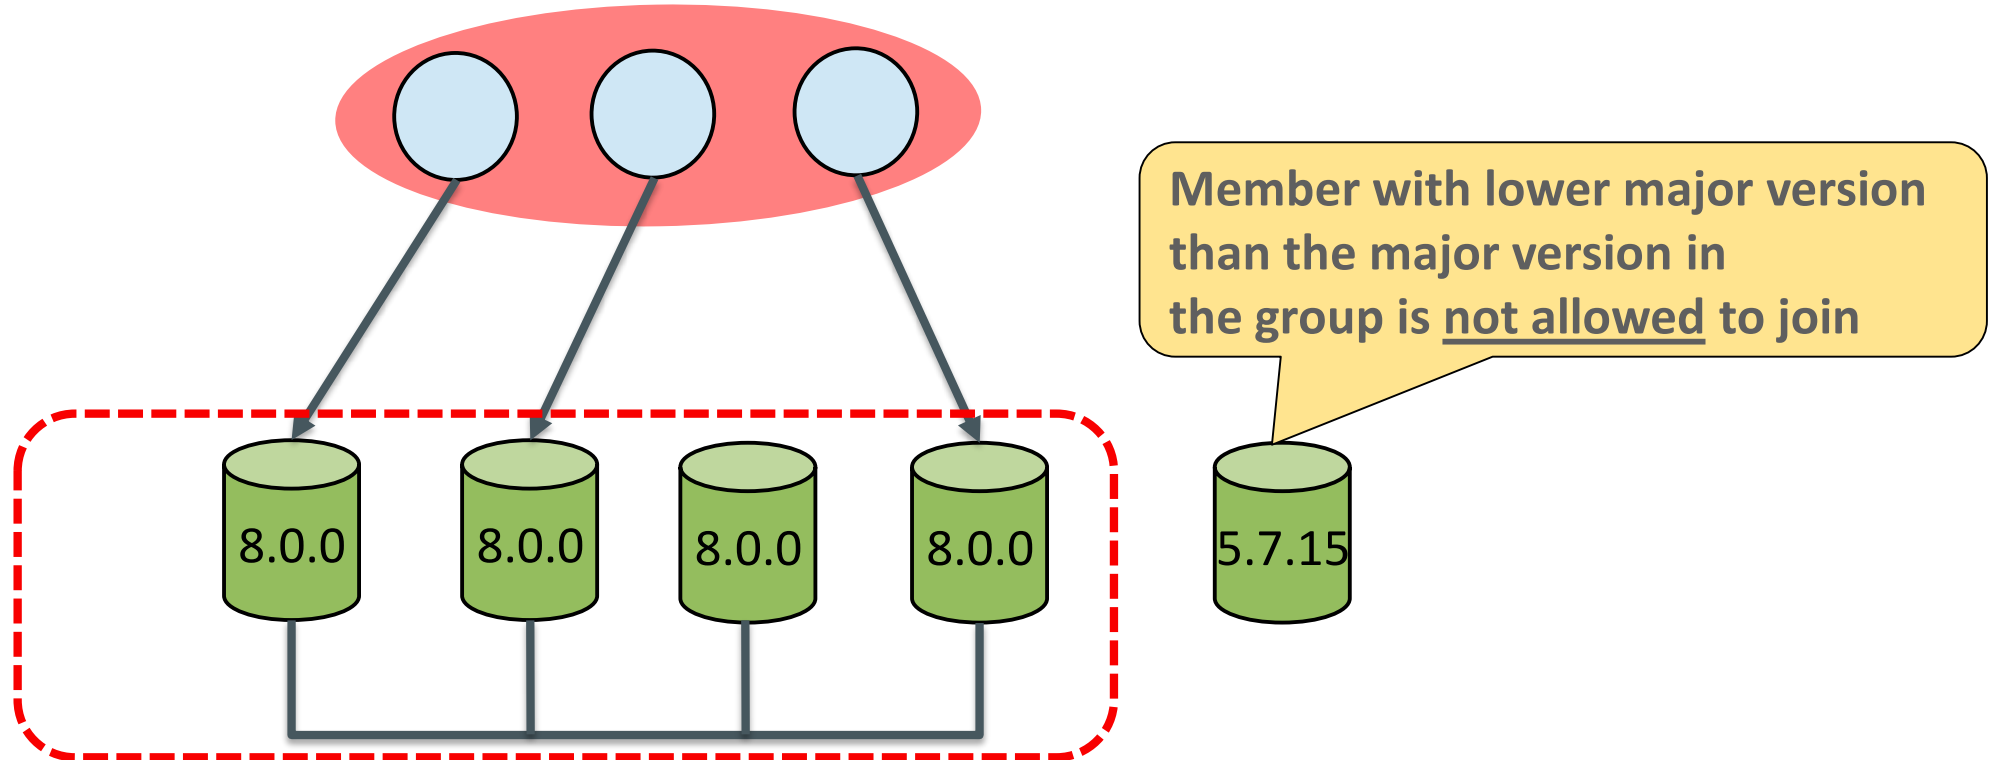 Member with lower major version
than the major version in
the group is not allowed to join
8.0.0
8.0.0
8.0.0
8.0.0
5.7.15